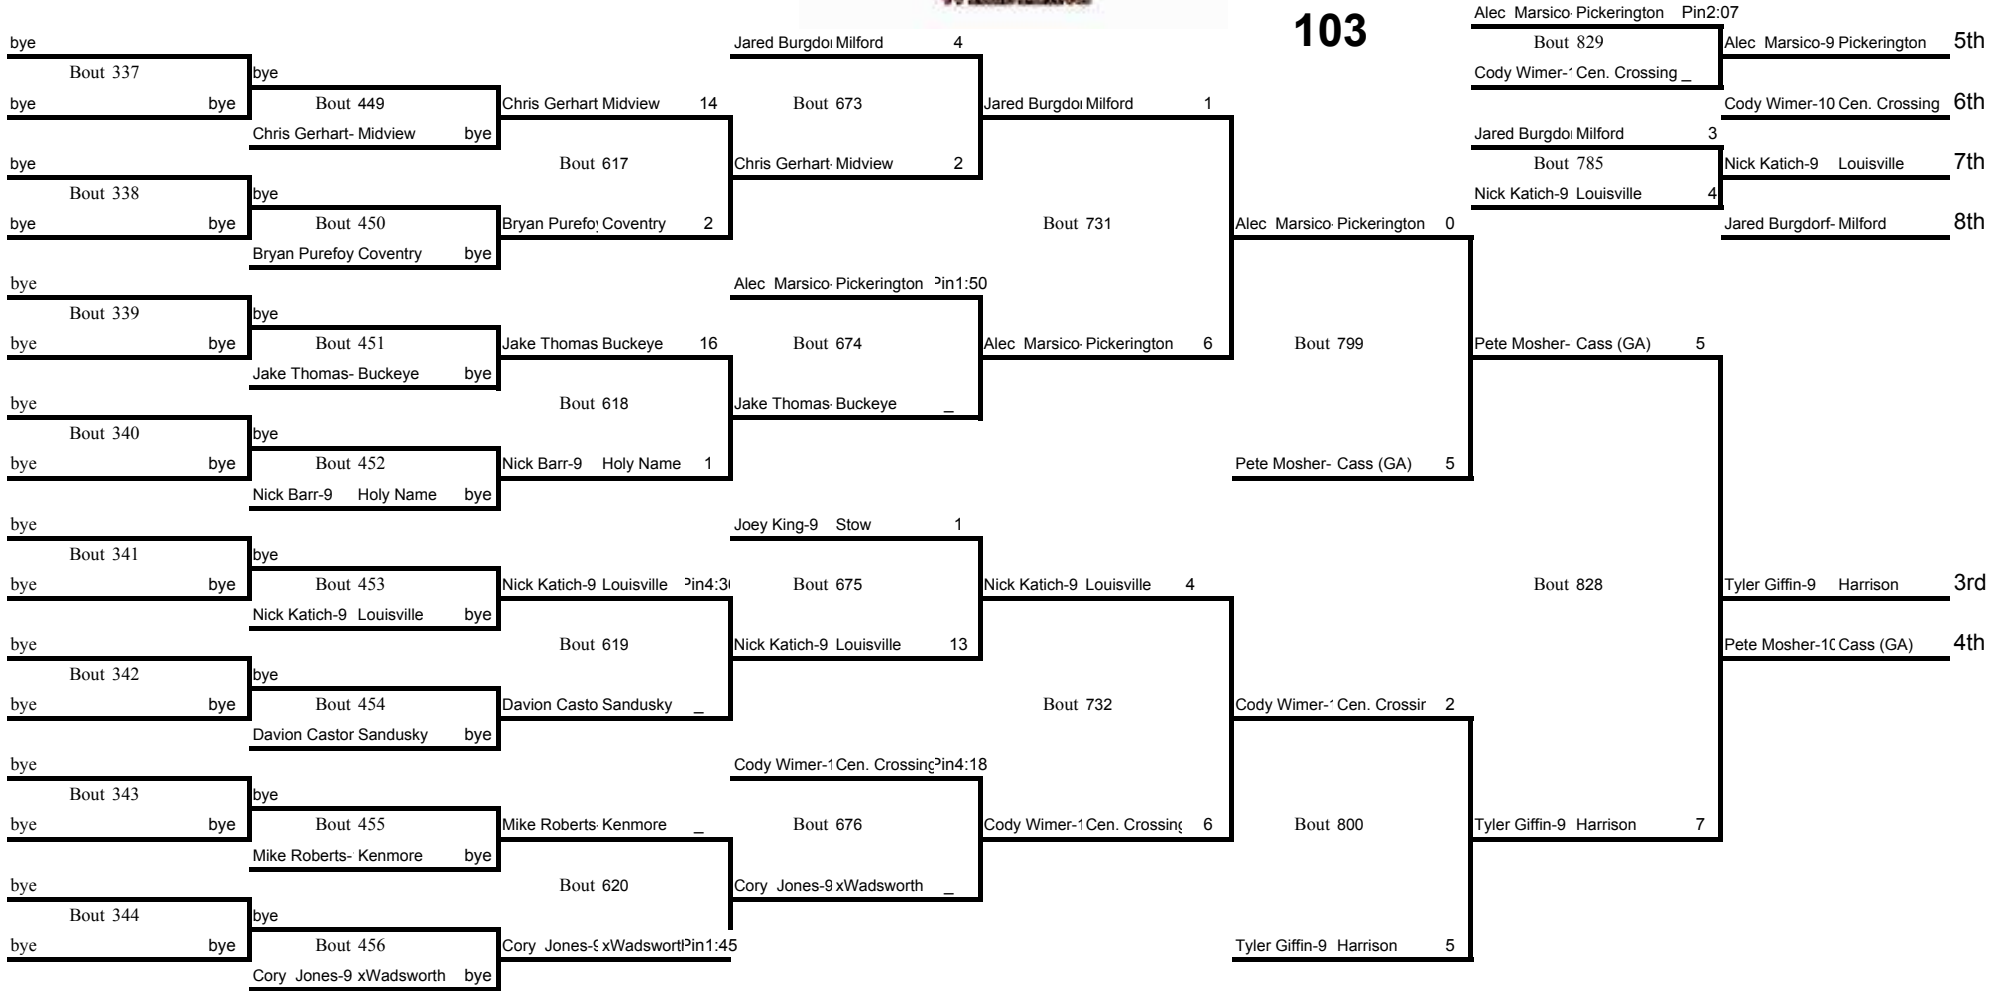 103
bye
Bout 337
bye bye
bye
Bout 338
bye bye
bye
Bout 339
bye bye
bye
Bout 340
bye bye
bye
Bout 341
bye bye
bye
Bout 342
bye bye
bye
Bout 343
bye bye
bye
Bout 344
bye bye
bye
Bout 449
Chris Gerhart- Midview bye
bye
Bout 450
Bryan Purefoy Coventry bye
bye
Bout 451
Jake Thomas- Buckeye bye
bye
Bout 452
Nick Barr-9 Holy Name bye
bye
Bout 453
Nick Katich-9 Louisville bye
bye
Bout 454
Davion Castor Sandusky bye
bye
Bout 455
Mike Roberts- Kenmore bye
bye
Bout 456
Cory Jones-9 xWadsworth bye
Chris Gerhart Midview 14
Bout 617
Bryan Purefoy Coventry 2
Jake Thomas Buckeye 16
Bout 618
Nick Barr-9 Holy Name 1
Nick Katich-9 Louisville Pin4:30
Bout 619
Davion Casto Sandusky _
Mike Roberts- Kenmore _
Bout 620
Cory Jones-9 xWadsworth Pin1:45
Jared Burgdor Milford 4
Bout 673
Chris Gerhart- Midview 2
Alec Marsico- Pickerington Pin1:50
Bout 674
Jake Thomas- Buckeye _
Joey King-9 Stow 1
Bout 675
Nick Katich-9 Louisville 13
Cody Wimer-1 Cen. Crossing Pin4:18
Bout 676
Cory Jones-9 xWadsworth _
Jared Burgdor Milford 1
Bout 731
Alec Marsico- Pickerington 6
Nick Katich-9 Louisville 4
Bout 732
Cody Wimer-1 Cen. Crossing 6
Alec Marsico- Pickerington 0
Bout 799
Pete Mosher- Cass (GA) 5
Cody Wimer-1 Cen. Crossir 2
Bout 800
Tyler Giffin-9 Harrison 5
Pete Mosher- Cass (GA) 5
Bout 828
Tyler Giffin-9 Harrison 7
Tyler Giffin-9 Harrison 3rd
Pete Mosher-10 Cass (GA) 4th
Alec Marsico- Pickerington Pin2:07
Bout 829
Cody Wimer-1 Cen. Crossing _
Alec Marsico-9 Pickerington 5th
Cody Wimer-10 Cen. Crossing 6th
Jared Burgdor Milford 3
Bout 785
Nick Katich-9 Louisville 4
Nick Katich-9 Louisville 7th
Jared Burgdorf- Milford 8th